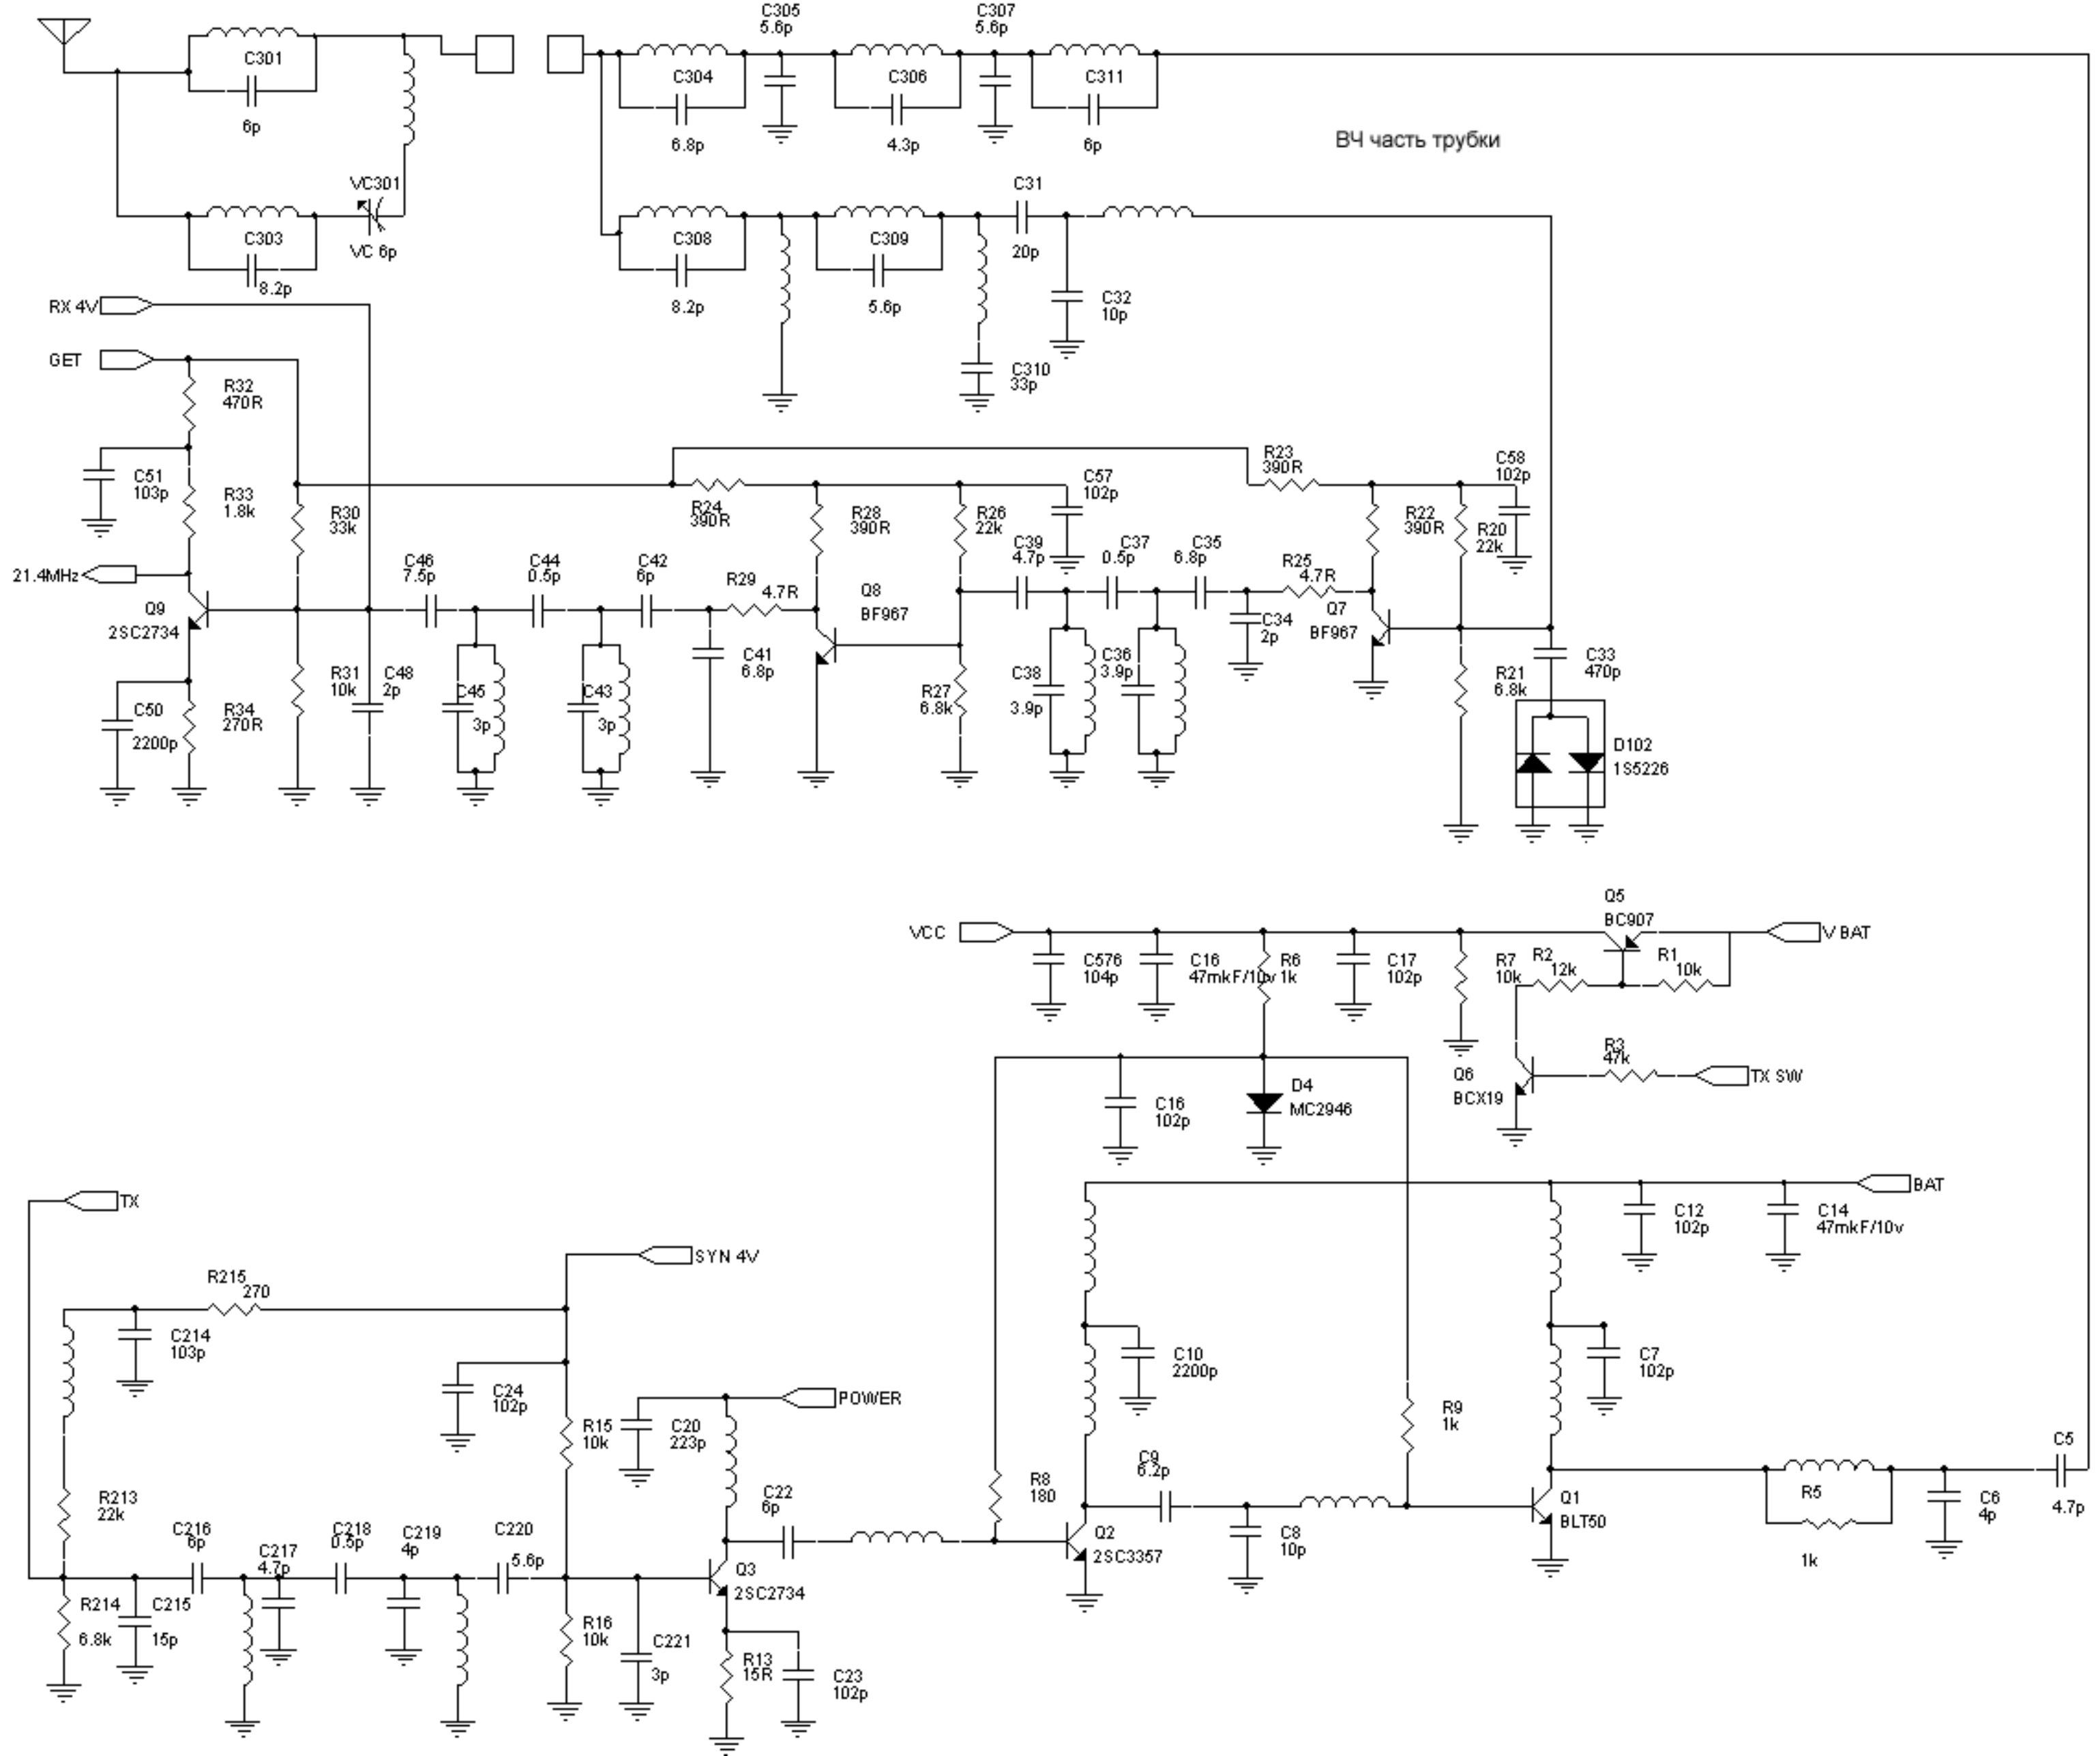 C305
5.6p
C307
5.6p
C301
6p
C304
6.8p
C306
4.3p
C311
6p
ВЧ часть трубки
VC301
VC 6p
C303
8.2p
C308
8.2p
C309
5.6p
C31
20p
C32
10p
C310
33p
RX 4V
GET
R32
470R
C51
103p
R33
1.8k
R30
33k
21.4MHz
Q9
2SC2734
C50
2200p
R34
270R
R31
10k
C48
2p
C46
7.5p
C44
0.5p
C42
6p
C45
3p
C43
3p
R29
4.7R
C41
6.8p
R24
390R
R28
390R
Q8
BF967
R26
22k
R27
6.8k
C57
102p
C39
4.7p
C37
0.5p
C35
6.8p
C38
3.9p
C36
3.9p
C34
2p
R25
4.7R
R23
390R
Q7
BF967
R22
390R
R20
22k
C58
102p
R21
6.8k
C33
470p
D102
1S5226
VCC
C576
104p
C16
47mkF/10v
R6
1k
C17
102p
R7
10k
R2
12k
Q5
BC907
R1
10k
V BAT
Q6
BCX19
R3
47k
TX SW
C16
102p
D4
MC2946
BAT
C12
102p
C14
47mkF/10v
TX
SYN 4V
R215
270
C214
103p
C24
102p
POWER
C20
223p
R15
10k
C10
2200p
C7
102p
R9
1k
R8
180
C9
6.2p
C22
6p
R213
22k
C216
6p
C217
4.7p
C218
0.5p
C219
4p
C220
5.6p
Q3
2SC2734
Q2
2SC3357
C8
10p
Q1
BLT50
R5
1k
C6
4p
C5
4.7p
R214
6.8k
C215
15p
R16
10k
C221
3p
R13
15R
C23
102p